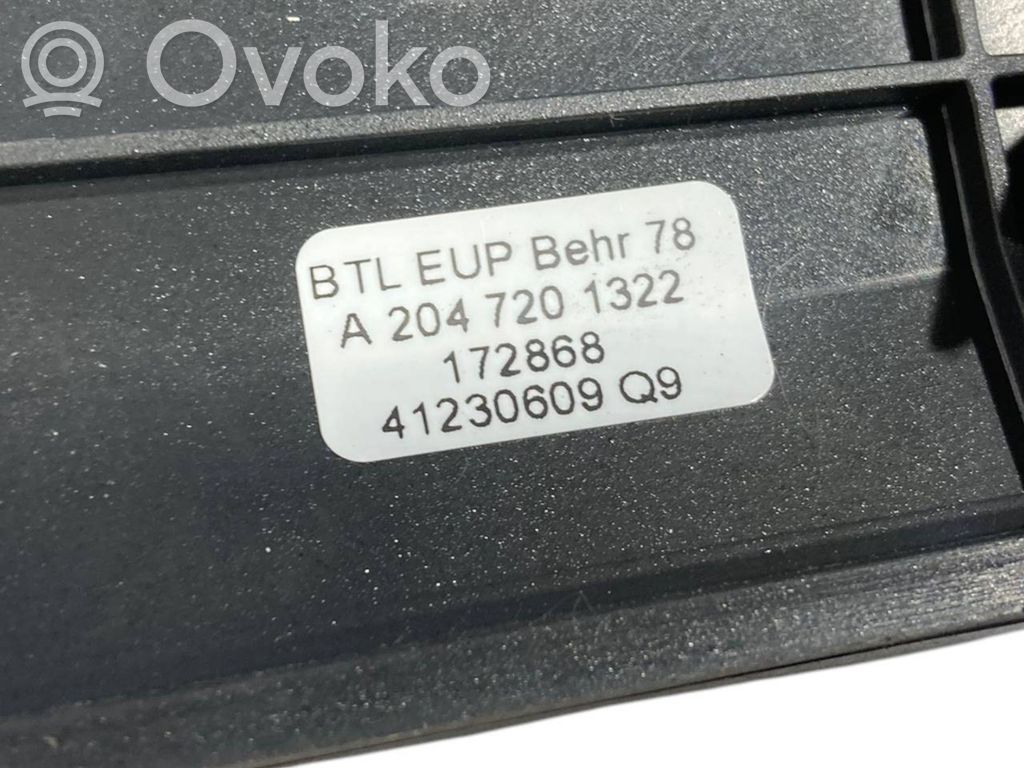 Ovoko
BTL EUP Behr 78
A 204 720 1322
172868
41230609 Q9